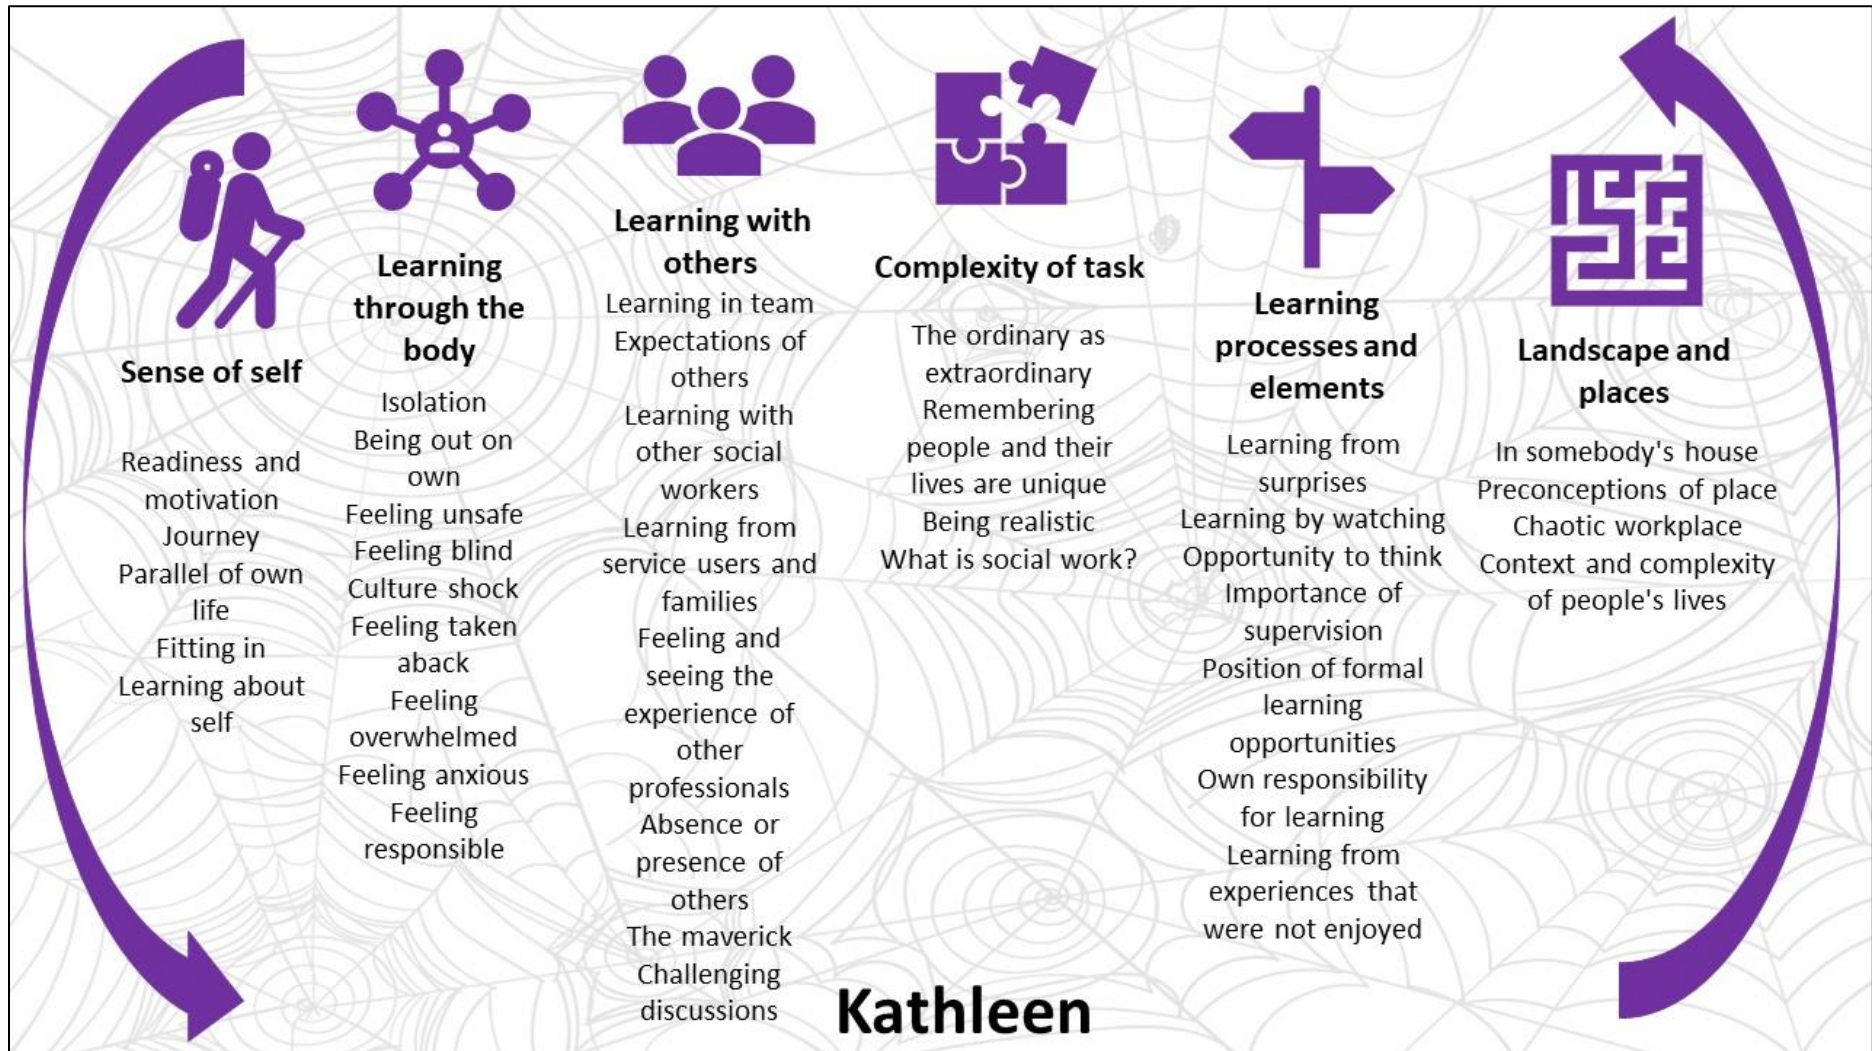 Sense of self
Readiness and
motivation
Journey
Parallel of own
life
Fitting in
Learning about
self
Learning
through the
body
Isolation
Being out on
own
Feeling unsafe
Feeling blind
Culture shock
Feeling taken
aback
Feeling
overwhelmed
Feeling anxious
Feeling
responsible
Learning with
others
Learning in team
Expectations of
others
Learning with
other social
workers
Learning from
service users and
families
Feeling and
seeing the
experience of
other
professionals
Absence or
presence of
others
The maverick
Challenging
discussions
Complexity of task
The ordinary as
extraordinary
Remembering
people and their
lives are unique
Being realistic
What is social work?
Learning
processes and
elements
Learning from
surprises
Learning by watching
Opportunity to think
Importance of
supervision
Position of formal
learning
opportunities
Own responsibility
for learning
Learning from
experiences that
were not enjoyed
Landscape and
places
In somebody's house
Preconceptions of place
Chaotic workplace
Context and complexity
of people's lives
Kathleen